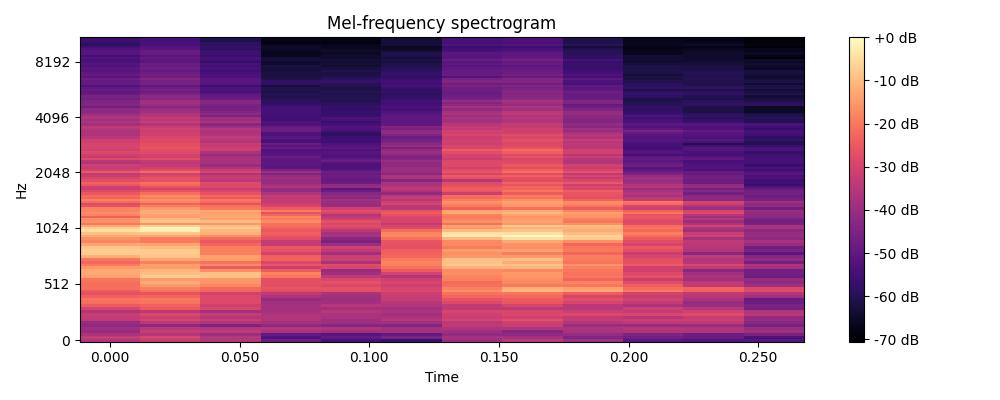 Mel-frequency spectrogram
8192
4096
2048
1024
512
0
Hz
0.000 0.050 0.100 0.150 0.200 0.250
Time
+0 dB
-10 dB
-20 dB
-30 dB
-40 dB
-50 dB
-60 dB
-70 dB